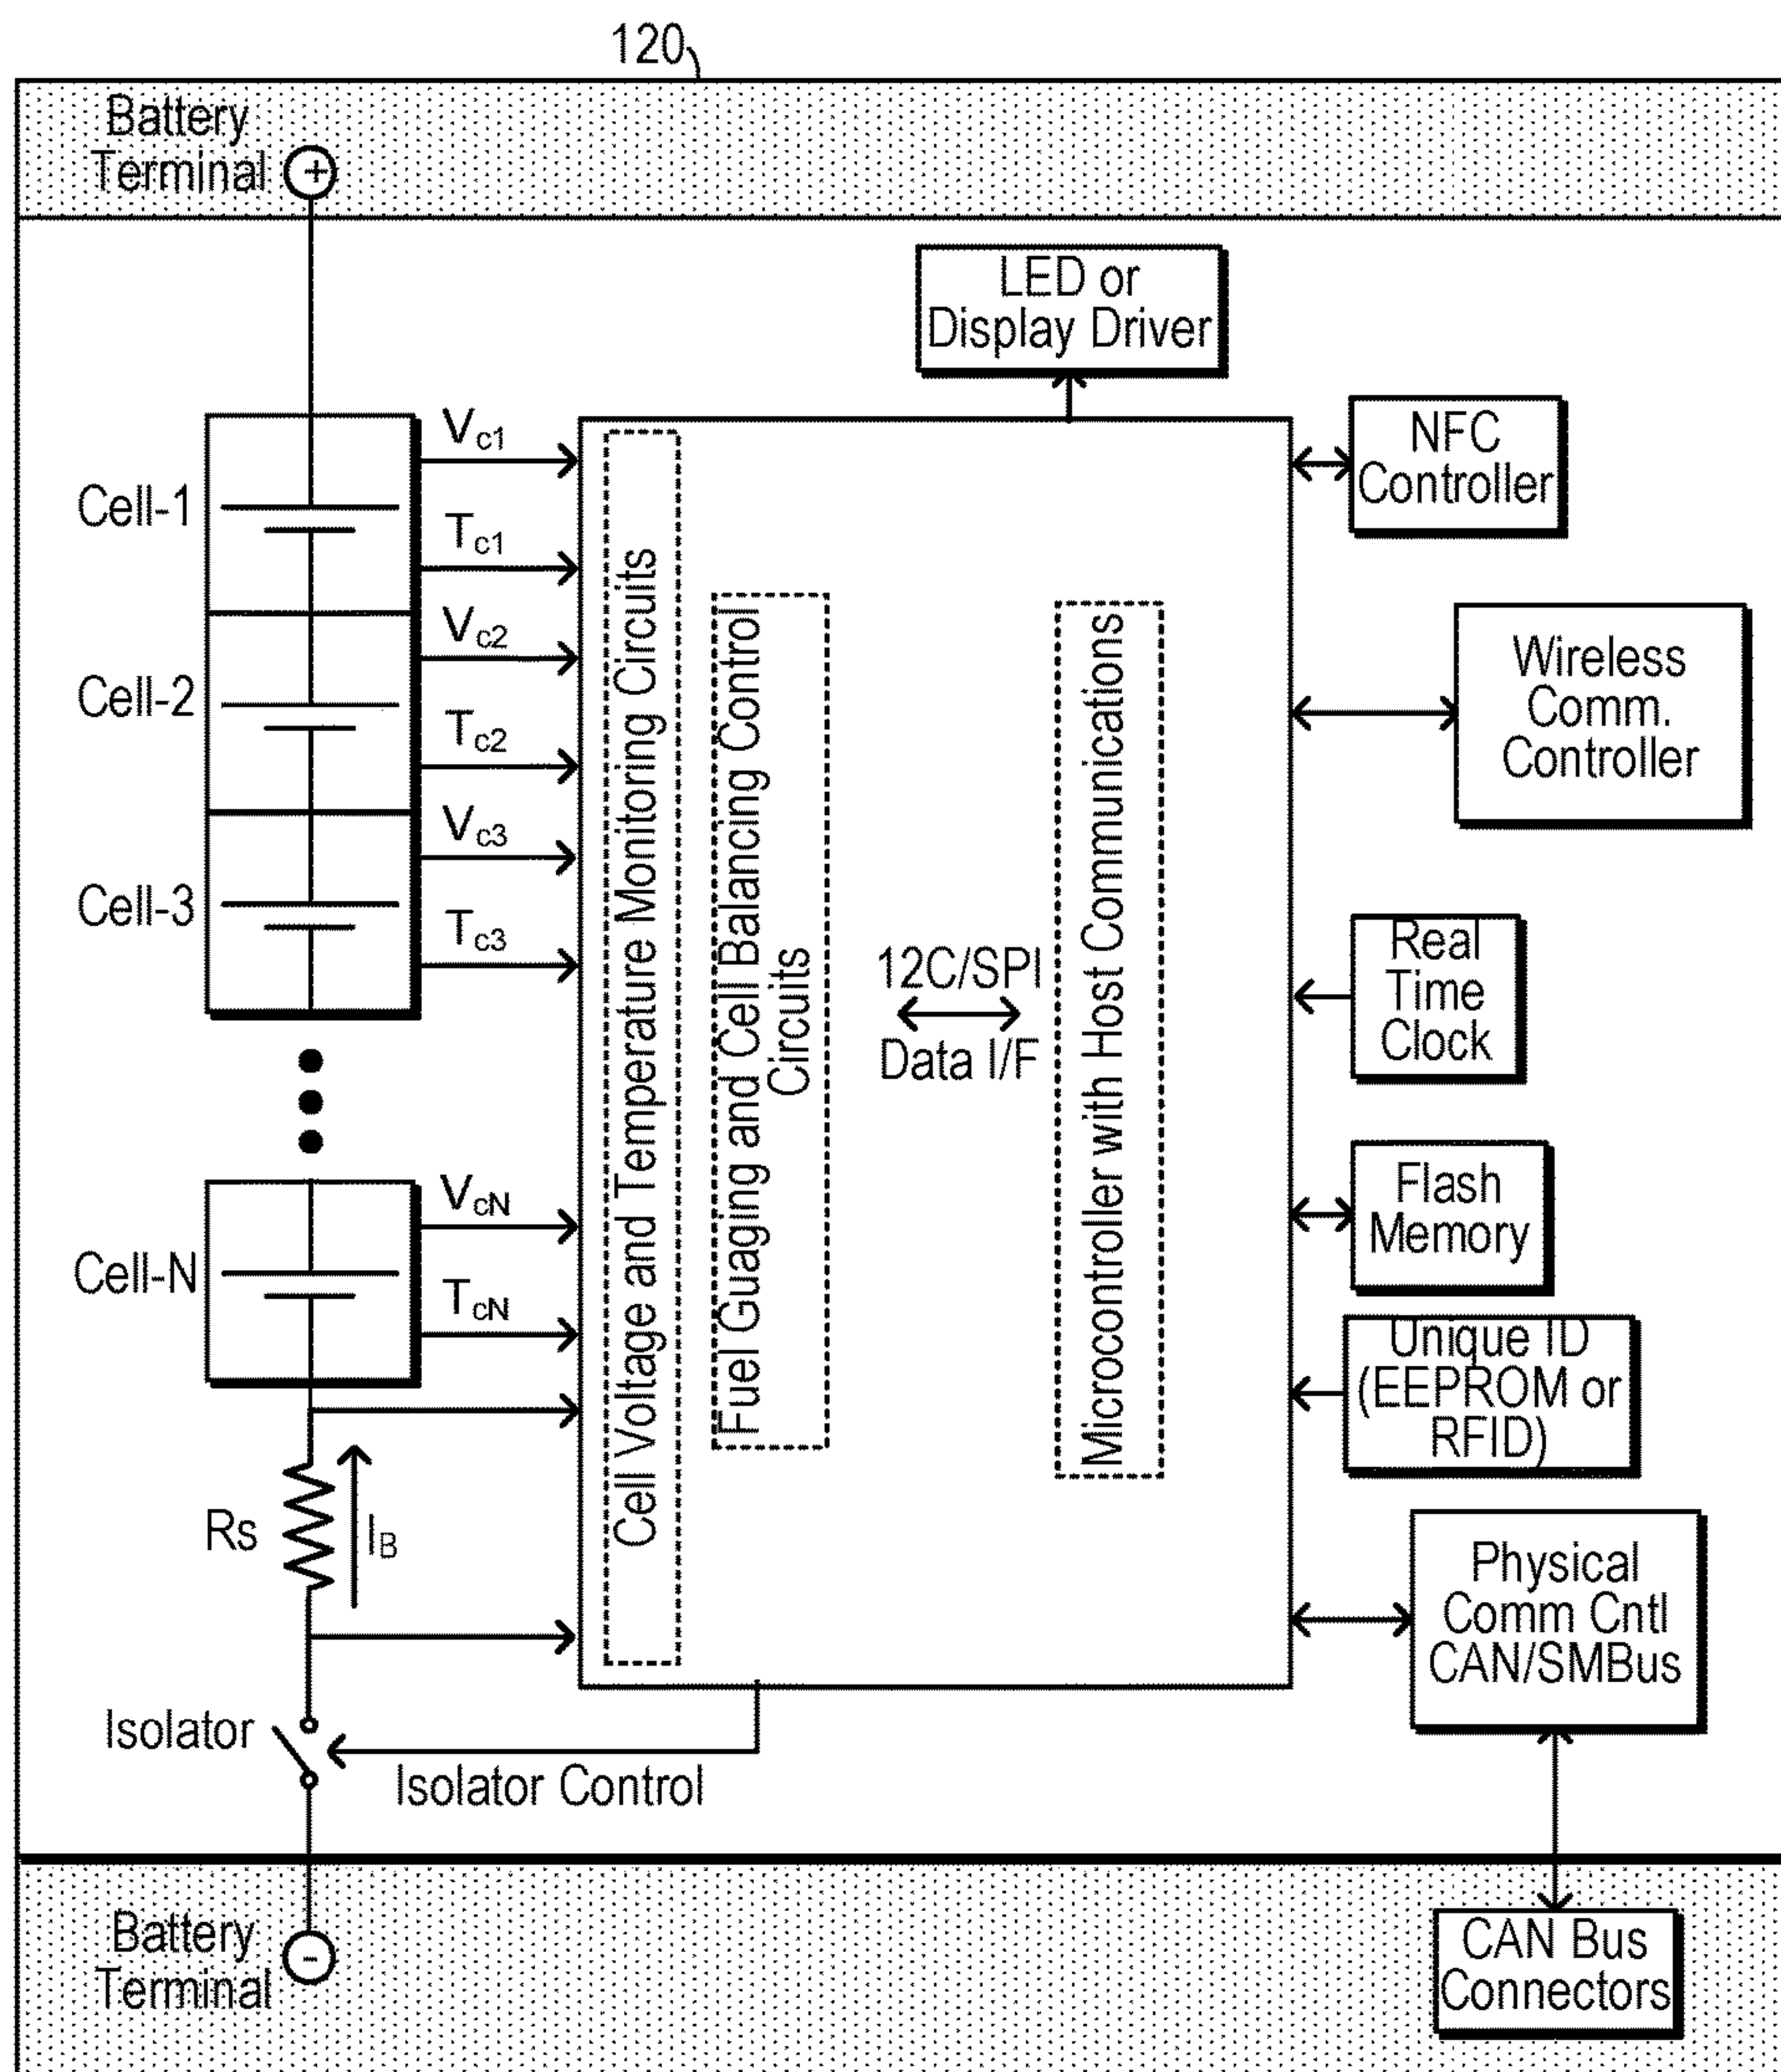 120
Battery
Terminal
+
LED or
Display Driver
NFC
Controller
Wireless
Comm.
Controller
Real
Time
Clock
Flash
Memory
Unique ID
(EEPROM or
RFID)
Physical
Comm Cntl
CAN/SMBus
CAN Bus
Connectors
Cell-1
Vc1
Tc1
Cell-2
Vc2
Tc2
Cell-3
Vc3
Tc3
Cell-N
VcN
TcN
Rs
IB
Cell Voltage and Temperature Monitoring Circuits
Fuel Guaging and Cell Balancing Control
Circuits
12C/SPI
Data I/F
Microcontroller with Host Communications
Isolator
Isolator Control
Battery
Terminal
-